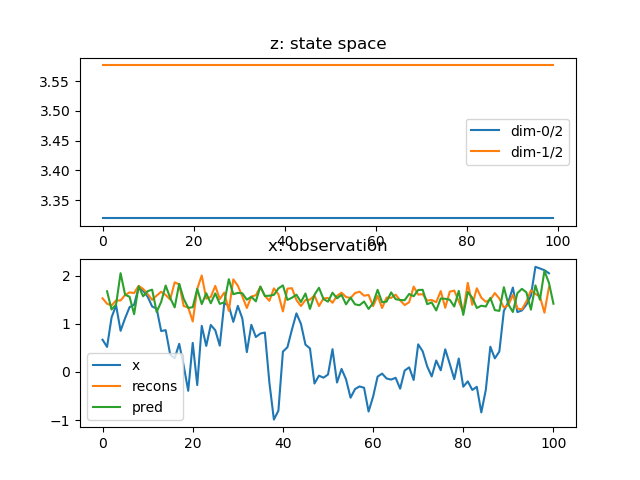 z: state space
3.55
3.50
3.45
3.40
3.35
dim-0/2
dim-1/2
0 20 40 60 80 100
x: observation
2
1
0
−1
x
recons
pred
0 20 40 60 80 100